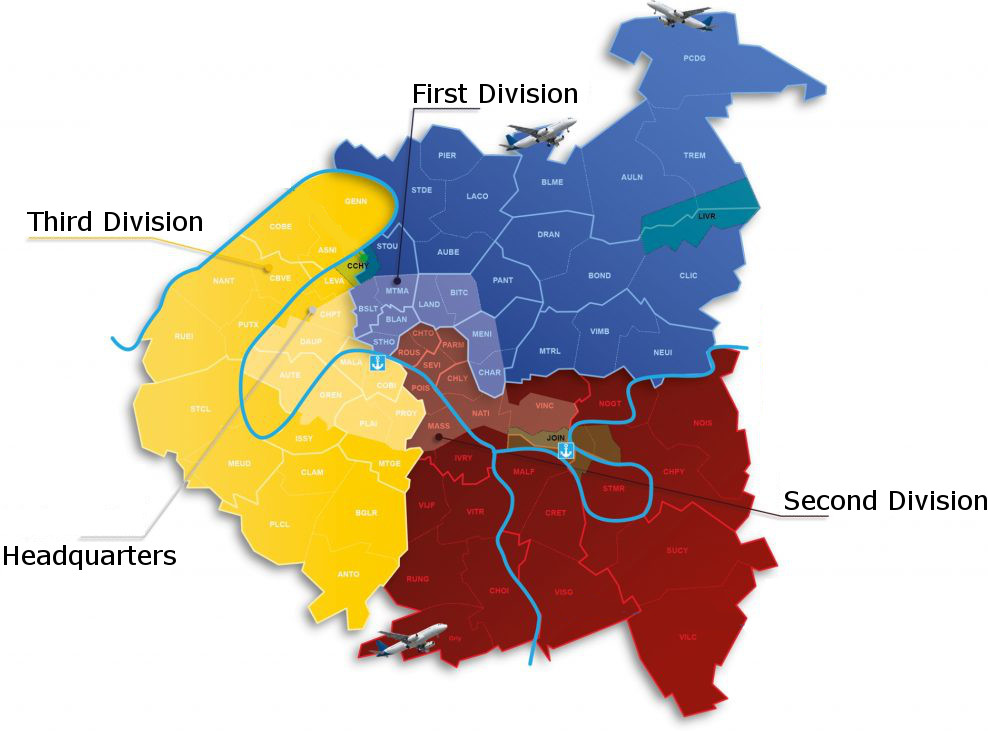 PCDG
First Division
PIER
TREM
STDE
LACO
BLME
AULN
GENN
LIVR
Third Division
COBE
DRAN
ASNI
STOU
AUBE
CCHY
NANT
CBVE
LEVA
PANT
BOND
CLIC
MTMA
BITC
LAND
BSLT
CHPT
BLAN
PUTX
RUEI
CHTO
MENI
VIMB
DAUP
STHO
ROUS
PARM
MTRL
NEUI
MALA
SEVI
AUTE
CHLY
CHAR
COBI
POIS
OREN
VINC
NOGT
STCL
PRDY
NATI
PLAI
MASS
NOIS
ISSY
JOIN
MEUD
MTGE
IVRY
CLAM
MALF
CHPY
STMR
Second Division
VIJF
VITR
CRET
BGLR
PLCL
Headquarters
SUCY
ANTO
RUNG
CHOI
VISG
Orly
VILC